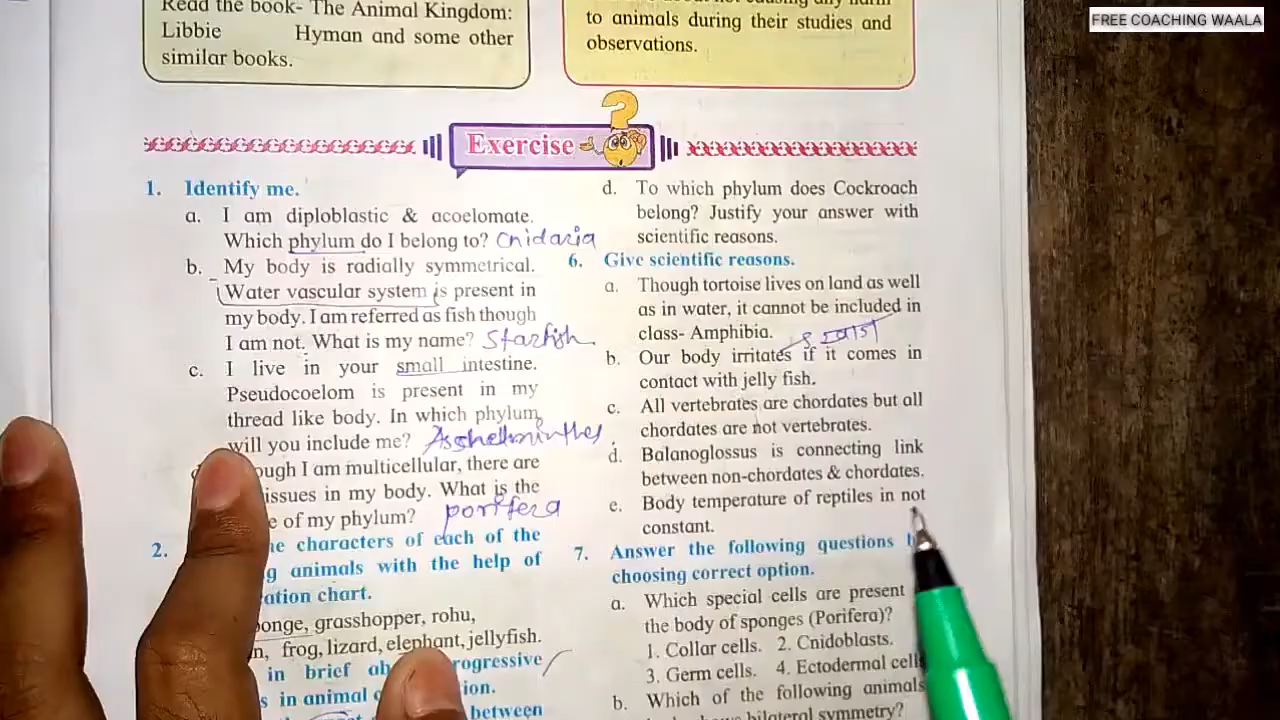 FREE COACHING WAALA
Read the book- The Animal Kingdom:
Libbie Hyman and some other
similar books.
to animals during their studies and
observations.
Exercise
1. Identify me.
a. I am diploblastic & acoelomate.
Which phylum do I belong to? Cnidaria
b. My body is radially symmetrical.
Water vascular system is present in
my body. I am referred as fish though
I am not. What is my name? Starfish
c. I live in your small intestine.
Pseudocoelom is present in my
thread like body. In which phylum
will you include me? Aschelminthes
ough I am multicellular, there are
issues in my body. What is the
e of my phylum? porifera
2. he characters of each of the
g animals with the help of
ation chart.
onge, grasshopper, rohu,
n, frog, lizard, elephant, jellyfish.
in brief ab rogressive
s in animal ion.
between
d. To which phylum does Cockroach
belong? Justify your answer with
scientific reasons.
6. Give scientific reasons.
a. Though tortoise lives on land as well
as in water, it cannot be included in
class- Amphibia.
b. Our body irritates if it comes in
contact with jelly fish.
c. All vertebrates are chordates but all
chordates are not vertebrates.
d. Balanoglossus is connecting link
between non-chordates & chordates.
e. Body temperature of reptiles in not
constant.
7. Answer the following questions
choosing correct option.
a. Which special cells are present
the body of sponges (Porifera)?
1. Collar cells. 2. Cnidoblasts.
3. Germ cells. 4. Ectodermal cell
b. Which of the following animals
bilateral symmetry?